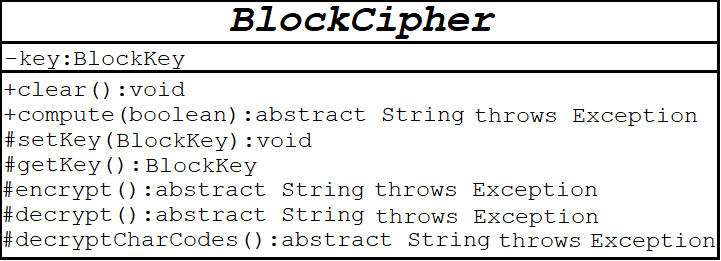 BlockCipher
-key:BlockKey
+clear():void
+compute(boolean):abstract String throws Exception
#setKey(BlockKey):void
#getKey():BlockKey
#encrypt():abstract String throws Exception
#decrypt():abstract String throws Exception
#decryptCharCodes():abstract String throws Exception